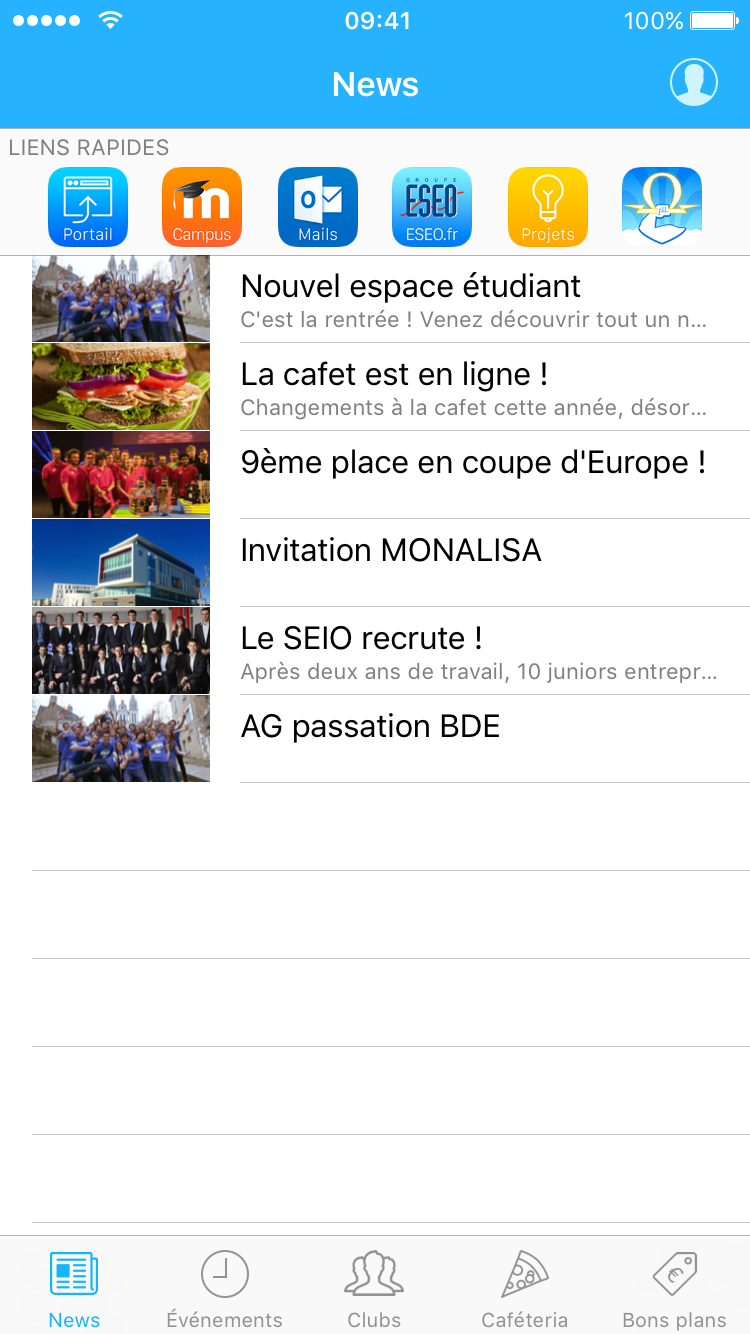 09:41
100%
News
LIENS RAPIDES
Portail
m
Campus
O
Mails
GROUPE
ESEO
ESEO.fr
Projets
Nouvel espace étudiant
C'est la rentrée ! Venez découvrir tout un n...
La cafet est en ligne !
Changements à la cafet cette année, désor...
9ème place en coupe d'Europe !
Invitation MONALISA
Le SEIO recrute !
Après deux ans de travail, 10 juniors entrepr...
AG passation BDE
News
Événements
Clubs
Caféteria
Bons plans